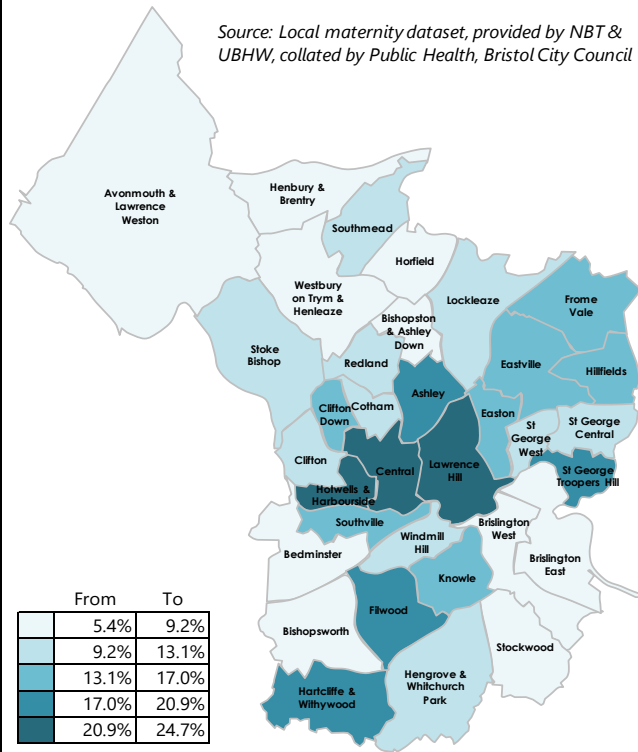 Source: Local maternity dataset, provided by NBT &
UBHW, collated by Public Health, Bristol City Council
Avonmouth &
Lawrence
Weston
Henbury &
Brentry
Southmead
Horfield
Westbury
on Trym &
Henleaze
Lockleaze
Frome
Vale
Bishopston
& Ashley
Down
Stoke
Bishop
Redland
Eastville
Hillfields
Ashley
Clifton
Down
Cotham
Easton
St
George
West
St George
Central
Clifton
Central
Lawrence
Hill
St George
Troopers Hill
Hotwells &
Harbourside
Southville
Brislington
West
Windmill
Hill
Bedminster
Brislington
East
Knowle
Filwood
Bishopsworth
Stockwood
Hengrove &
Whitchurch
Park
Hartcliffe &
Withywood
From To
5.4% 9.2%
9.2% 13.1%
13.1% 17.0%
17.0% 20.9%
20.9% 24.7%